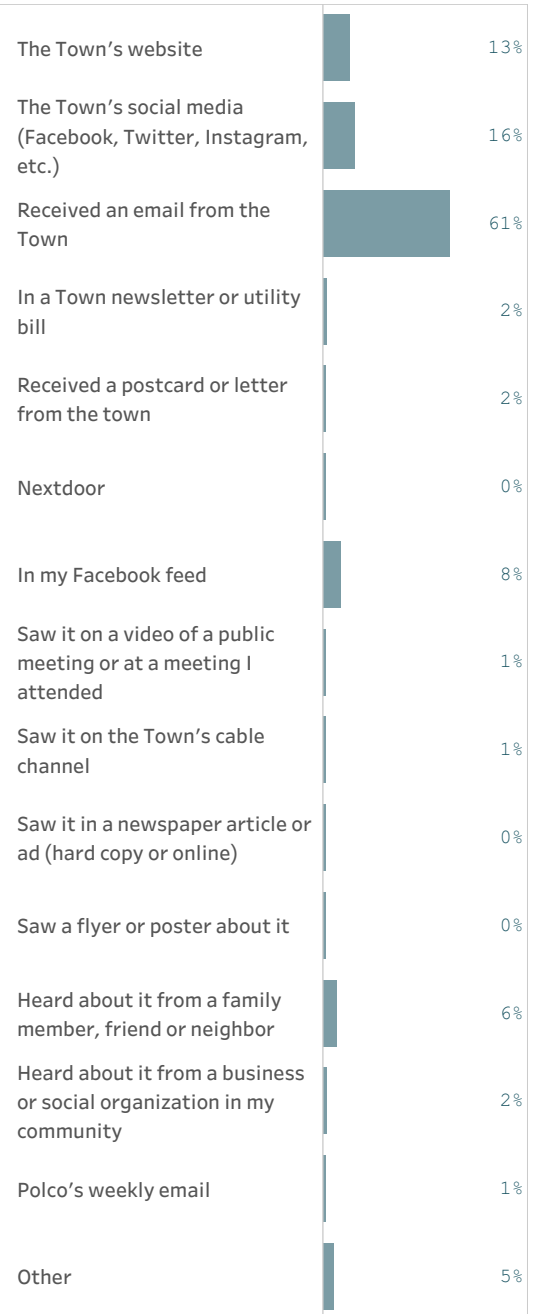 The Town’s website 13%
The Town’s social media
(Facebook, Twitter, Instagram, 16%
etc.)
Received an email from the
Town 61%
In a Town newsletter or utility
bill 2%
Received a postcard or letter
from the town 2%
Nextdoor 0%
In my Facebook feed 8%
Saw it on a video of a public
meeting or at a meeting I 1%
attended
Saw it on the Town’s cable
channel 1%
Saw it in a newspaper article or
ad (hard copy or online) 0%
Saw a flyer or poster about it 0%
Heard about it from a family
member, friend or neighbor 6%
Heard about it from a business
or social organization in my 2%
community
Polco’s weekly email 1%
Other 5%